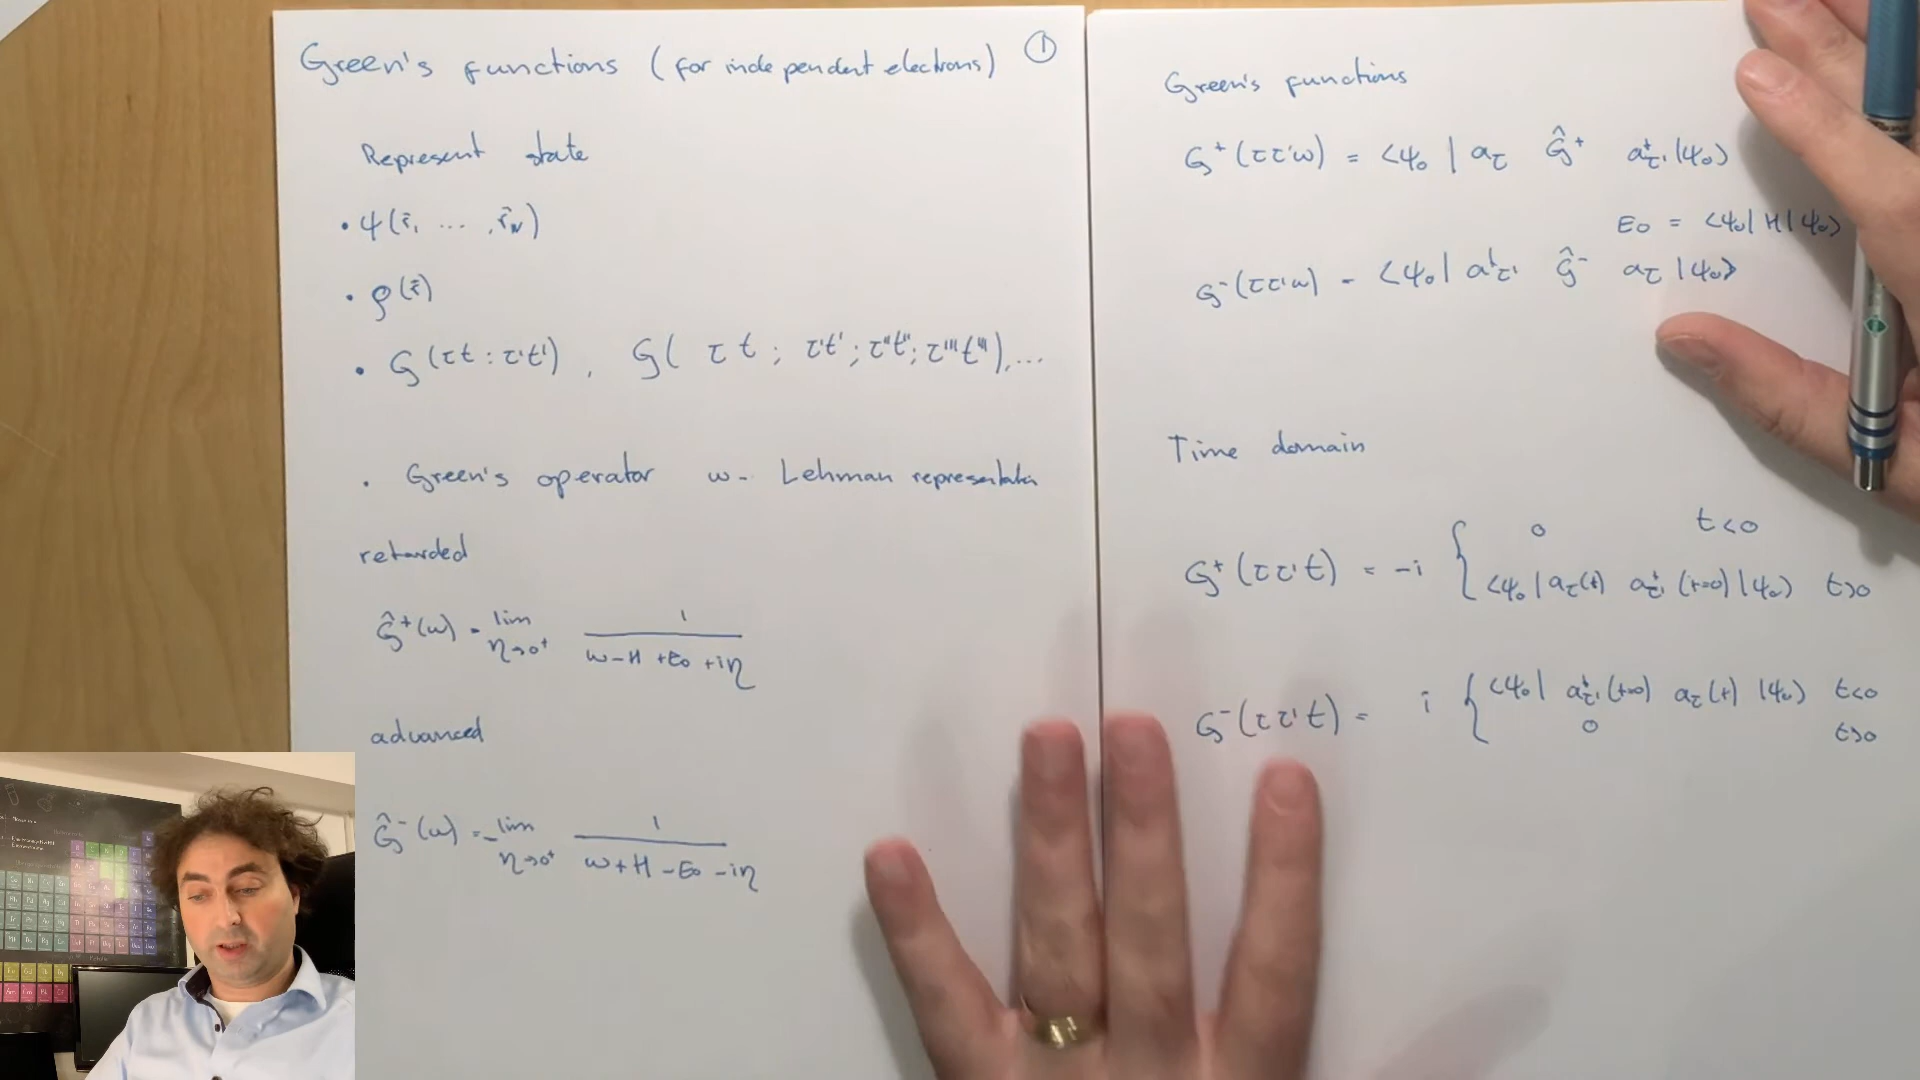 Green's functions (for independent electrons) ①
Represent state
• ψ(r̄, ... , r̄_N)
• ρ(r̄)
• G(τt : τ't') , G( τ t ; τ't' ; τ''t'' ; τ'''t''' ), ...
. Green's operator ω - Lehman representation
retarded
Ĝ⁺(ω) = lim η→0⁺ 1 / (ω - H + E₀ + iη)
advanced
Ĝ⁻(ω) = - lim η→0⁺ 1 / (ω + H - E₀ - iη)
Green's functions
G⁺(ττ'ω) = <ψ₀ | a_τ Ĝ⁺ a†_τ' |ψ₀>
E₀ = <ψ₀| H |ψ₀>
G⁻(ττ'ω) = <ψ₀| a†_τ' Ĝ⁻ a_τ |ψ₀>
Time domain
G⁺(ττ't) = -i { 0 t<0
<ψ₀ | a_τ(t) a†_τ' (t=0) |ψ₀> t>0
G⁻(ττ't) = i { <ψ₀| a†_τ' (t=0) a_τ(t) |ψ₀> t<0
0 t>0